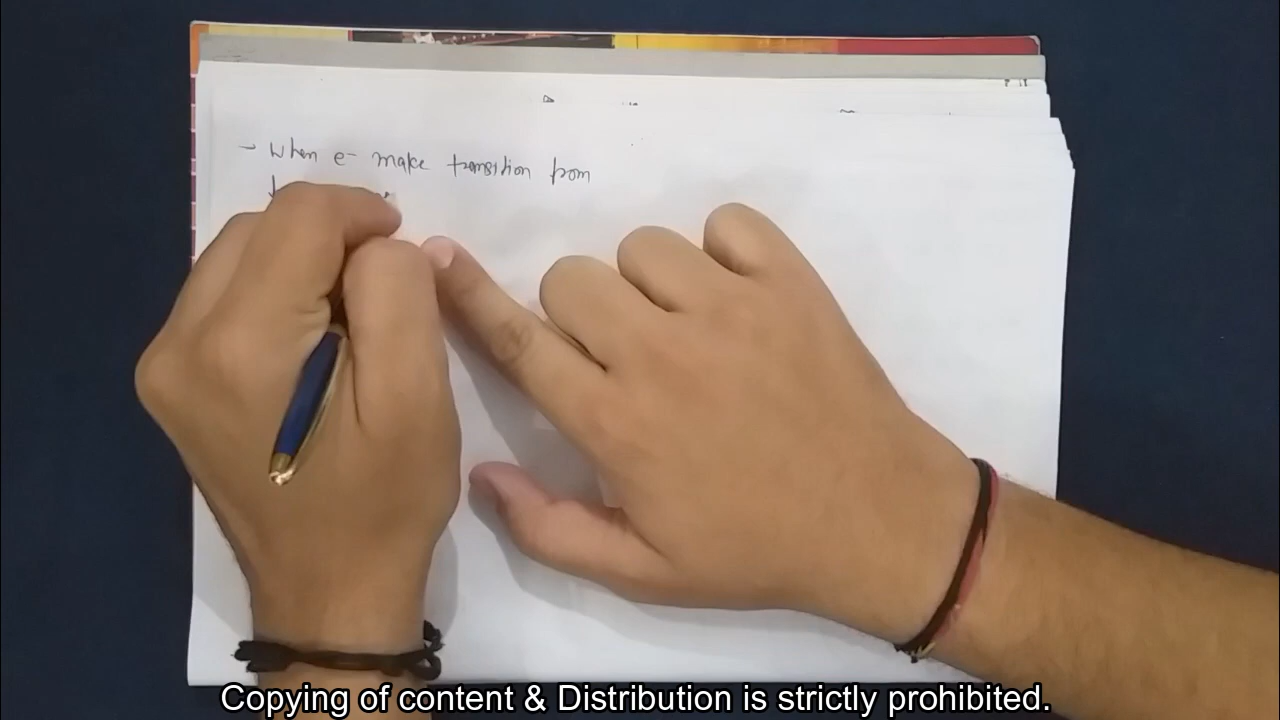 - When e- make transition from
Copying of content & Distribution is strictly prohibited.